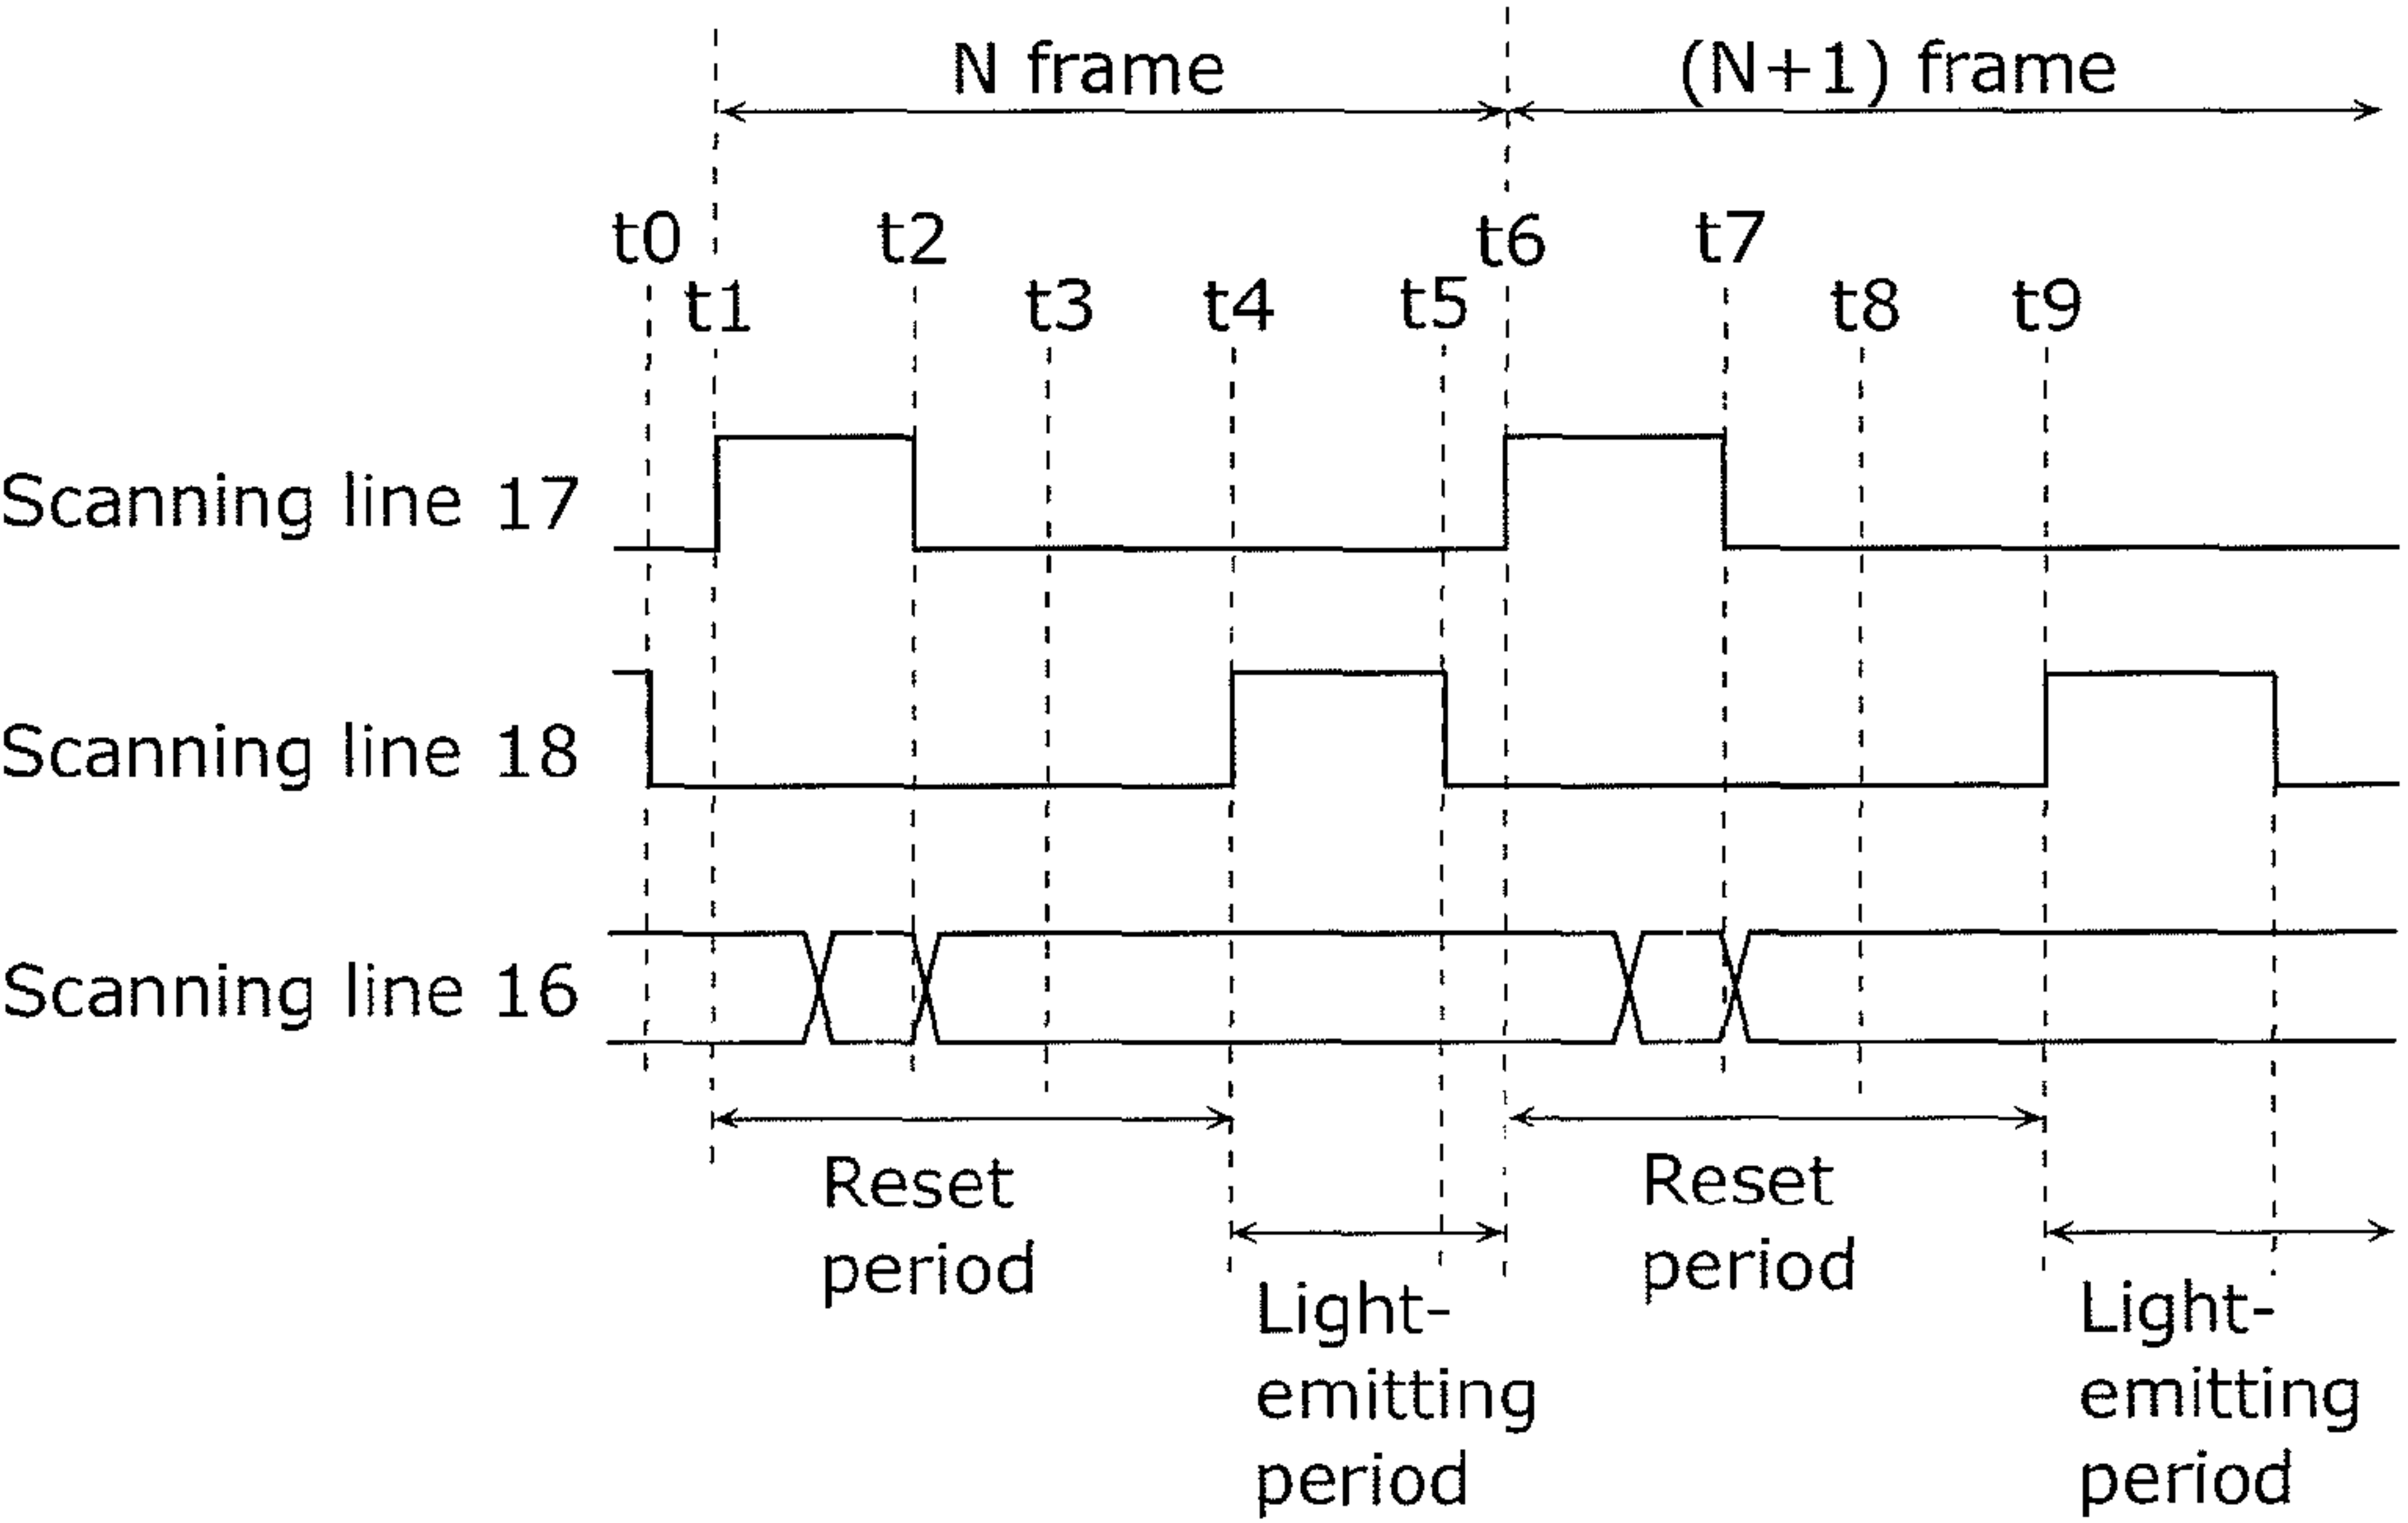 N frame
(N+1) frame
t0
t2
t6
t7
t1
t3
t4
t5
t8
t9
Scanning line 17
Scanning line 18
Scanning line 16
Reset
period
Reset
period
Light-
emitting
period
Light-
emitting
period